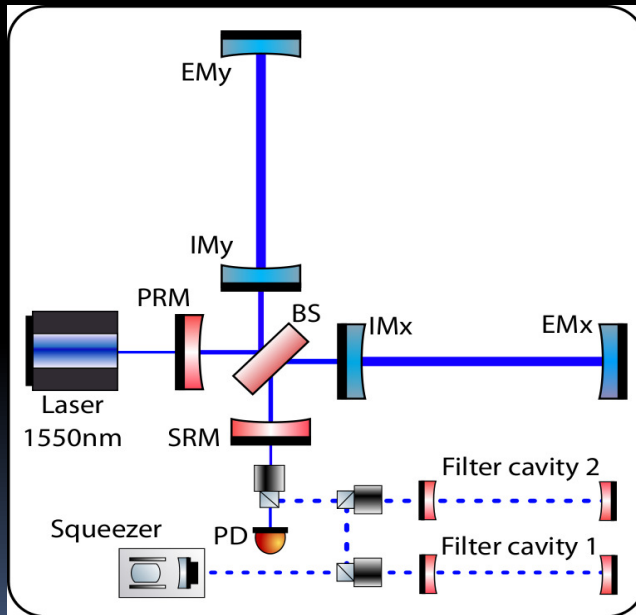 EMy
IMy
PRM
BS
IMx
EMx
Laser
1550nm
SRM
Filter cavity 2
Squeezer
PD
Filter cavity 1